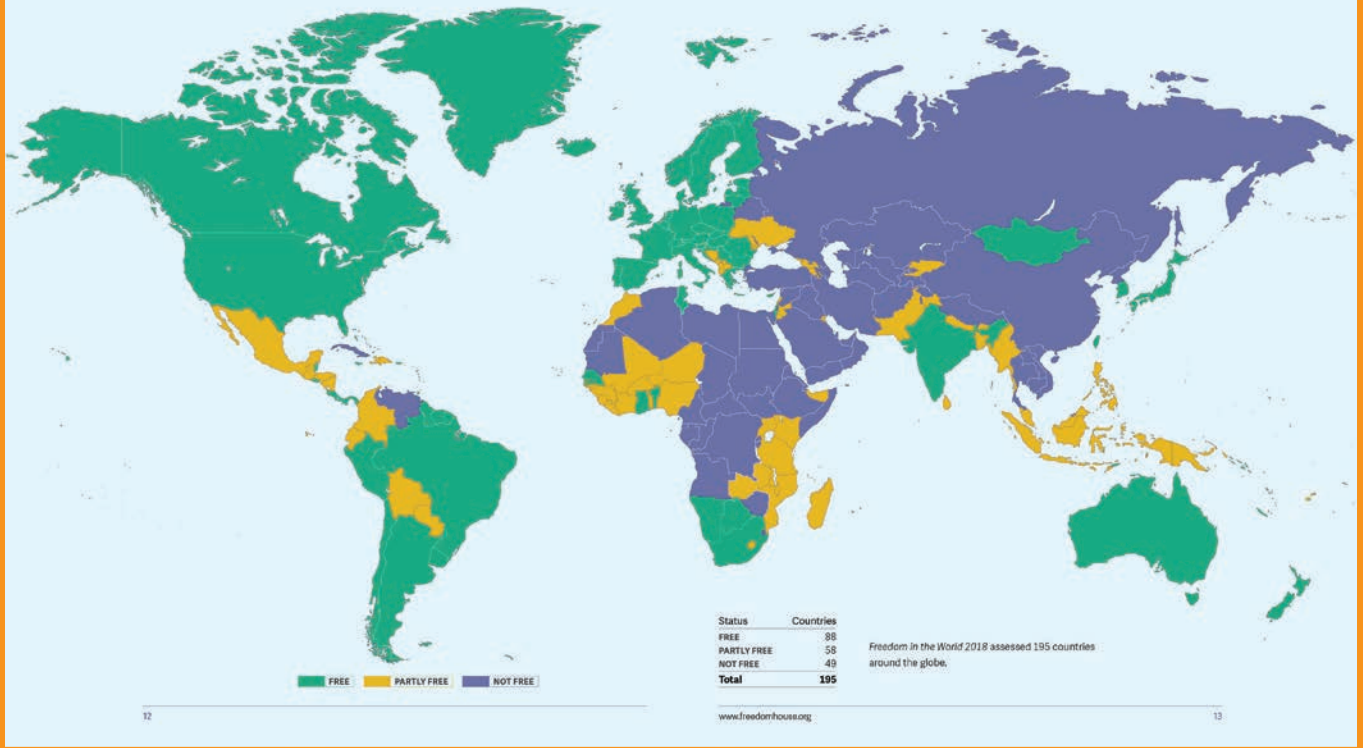 Status Countries
FREE 88
PARTLY FREE 58
NOT FREE 49
Total 195
Freedom in the World 2018 assessed 195 countries
around the globe.
FREE PARTLY FREE NOT FREE
12
www.freedomhouse.org
13